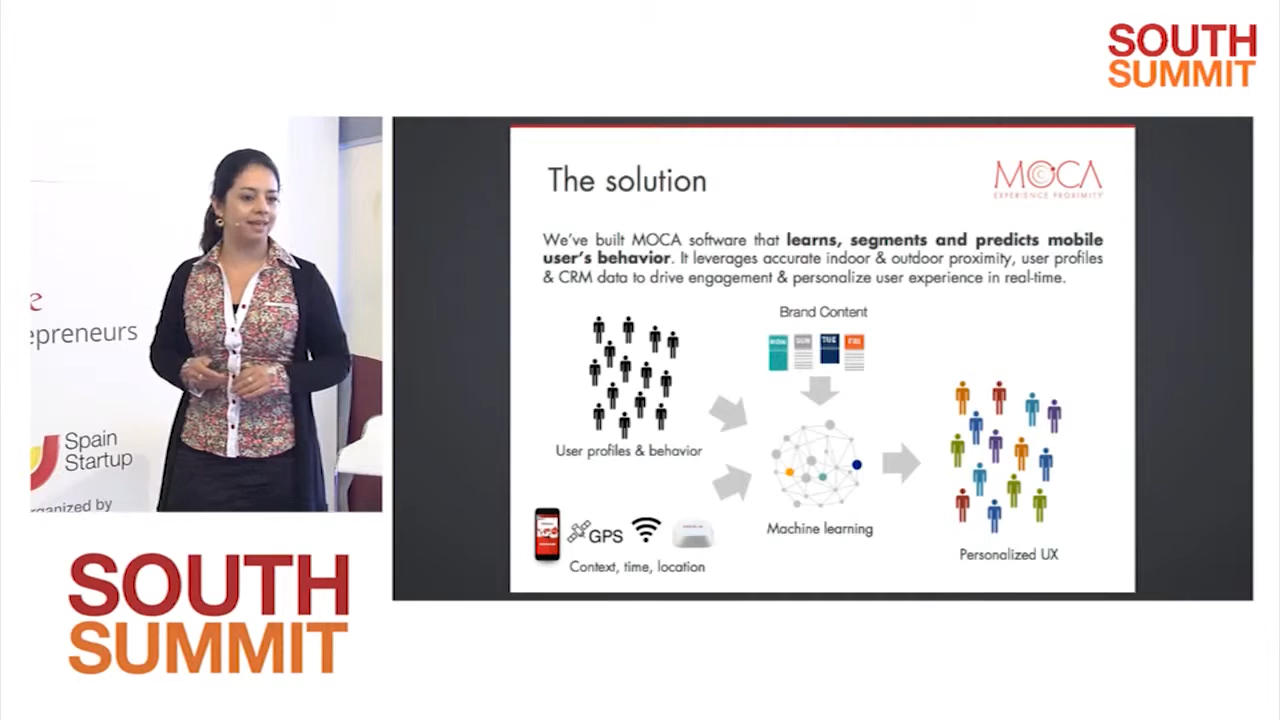 SOUTH
SUMMIT
e
epreneurs
Spain
Startup
rganized by
SOUTH
SUMMIT
The solution
MOCA
EXPERIENCE PROXIMITY
We've built MOCA software that learns, segments and predicts mobile
user's behavior. It leverages accurate indoor & outdoor proximity, user profiles
& CRM data to drive engagement & personalize user experience in real-time.
Brand Content
MON
SUN
TUE
FRI
User profiles & behavior
GPS
Context, time, location
Machine learning
Personalized UX